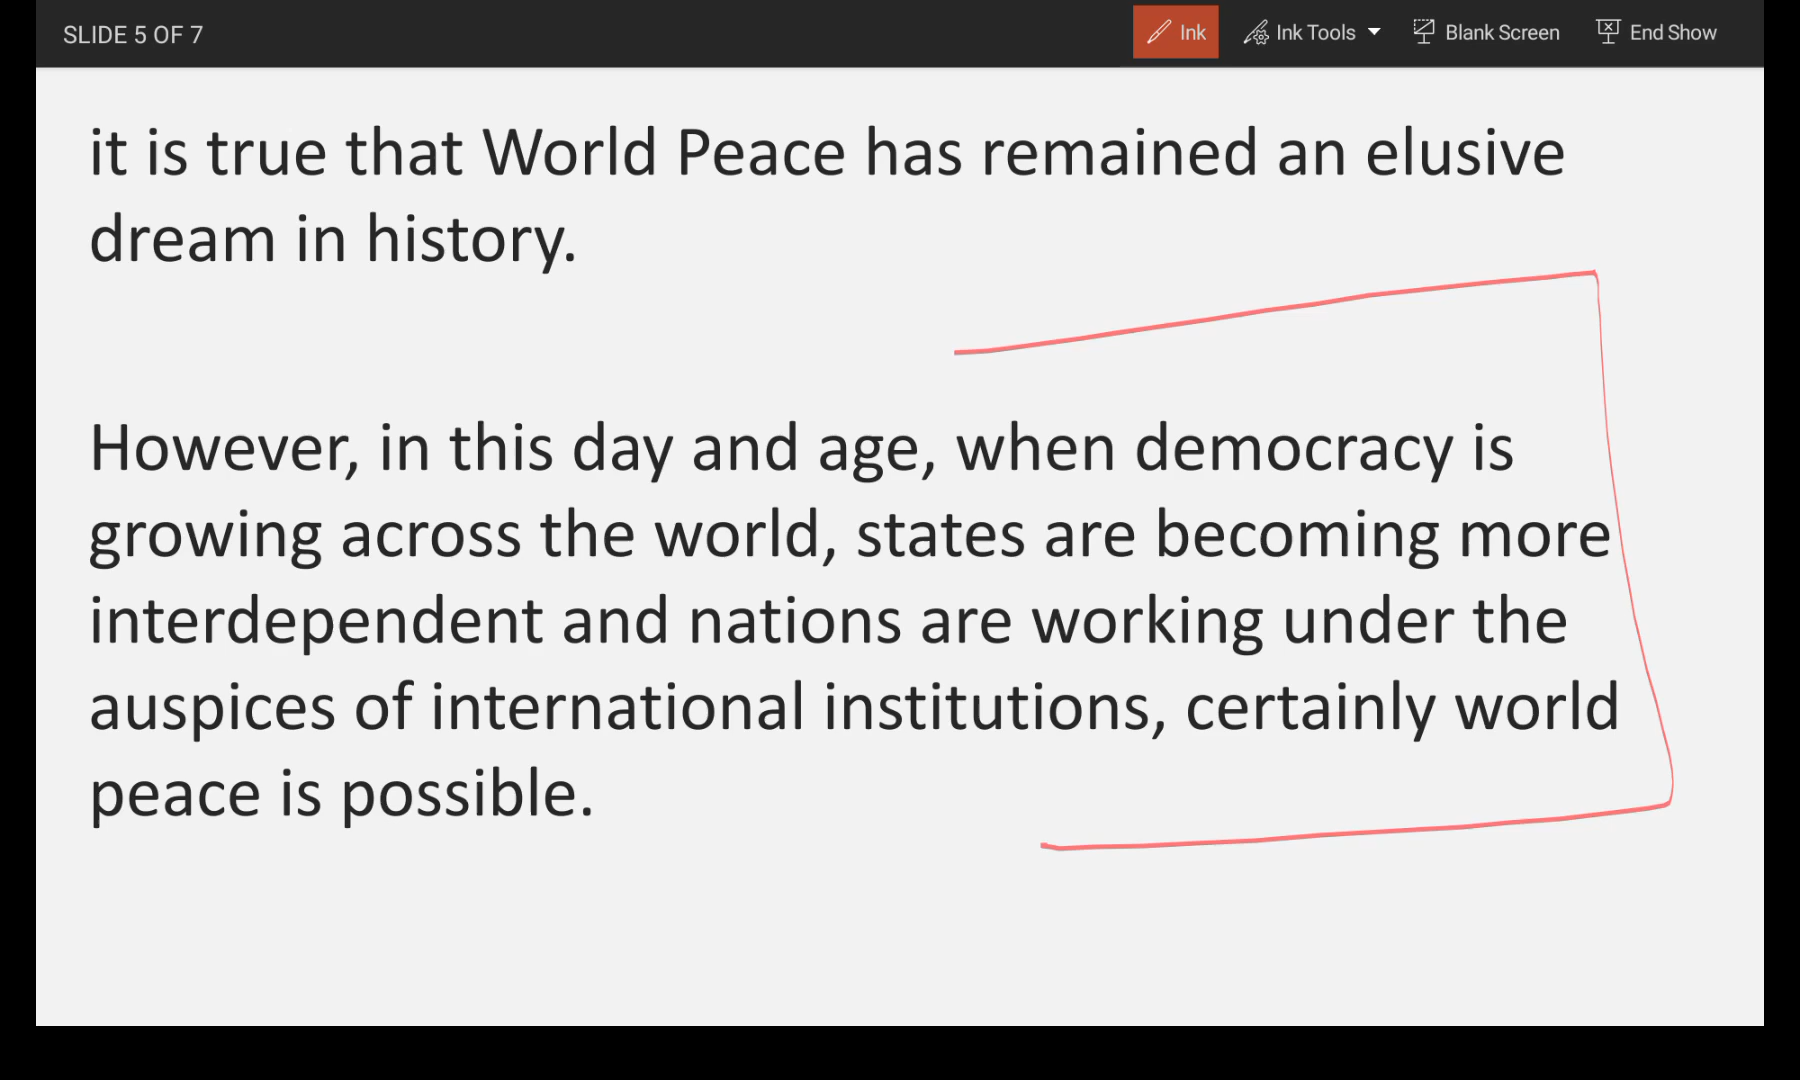 SLIDE 5 OF 7
Ink
Ink Tools
Blank Screen
End Show
it is true that World Peace has remained an elusive
dream in history.
However, in this day and age, when democracy is
growing across the world, states are becoming more
interdependent and nations are working under the
auspices of international institutions, certainly world
peace is possible.